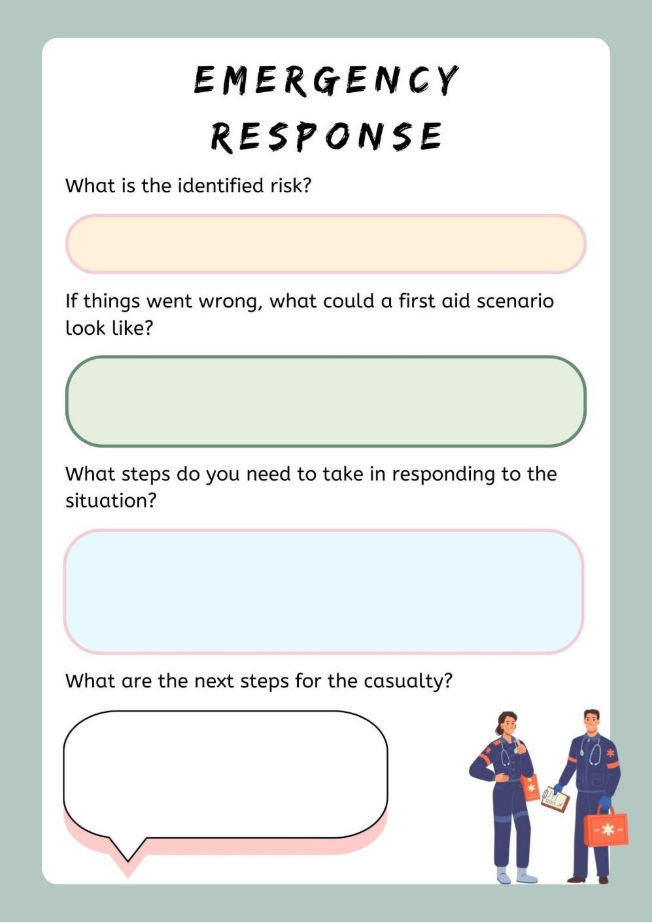 EMERGENCY
RESPONSE
What is the identified risk?
If things went wrong, what could a first aid scenario
look like?
What steps do you need to take in responding to the
situation?
What are the next steps for the casualty?